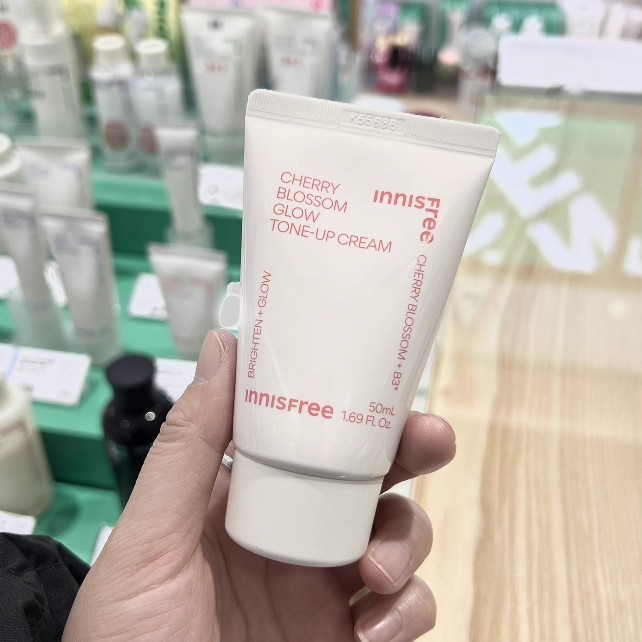 CHERRY
BLOSSOM
GLOW
TONE-UP CREAM
INNISFree
CHERRY BLOSSOM + B3*
BRIGHTEN + GLOW
INNISFree
50mL
1.69 Fl. Oz.